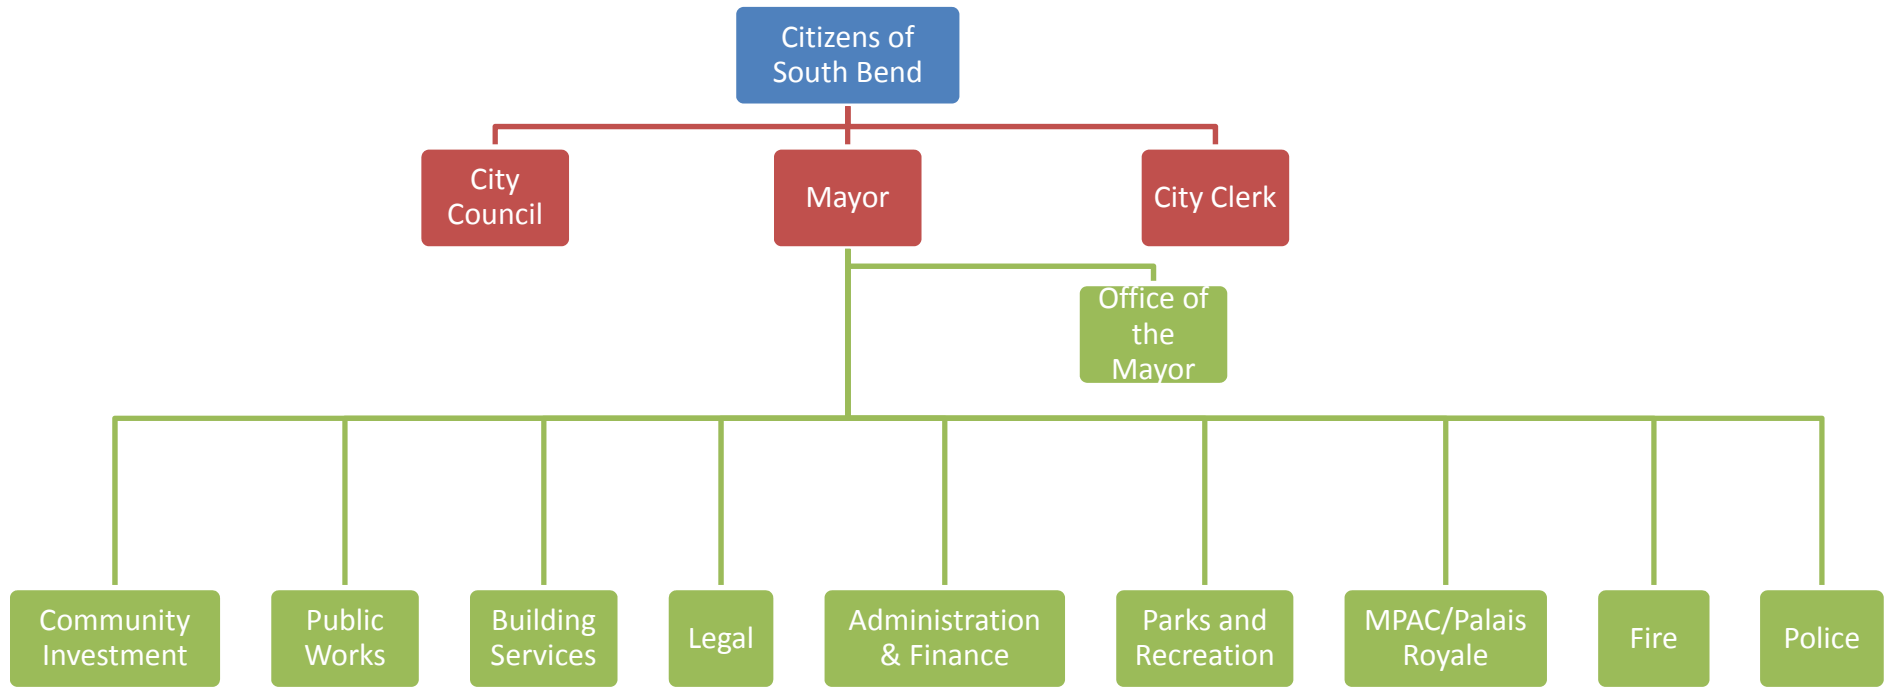 Citizens of
South Bend
City
Council
Mayor
City Clerk
Office of
the
Mayor
Community
Investment
Public
Works
Building
Services
Legal
Administration
& Finance
Parks and
Recreation
MPAC/Palais
Royale
Fire
Police